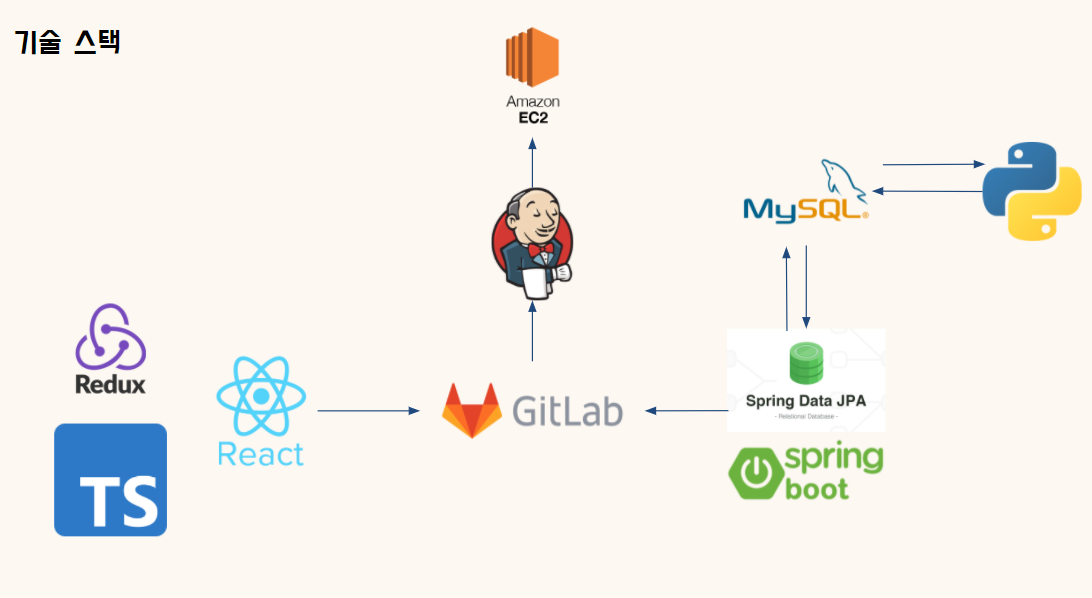 기술 스택
Amazon
EC2
MySQL®
Redux
React
TS
GitLab
Spring Data JPA
- Relational Database -
spring
boot